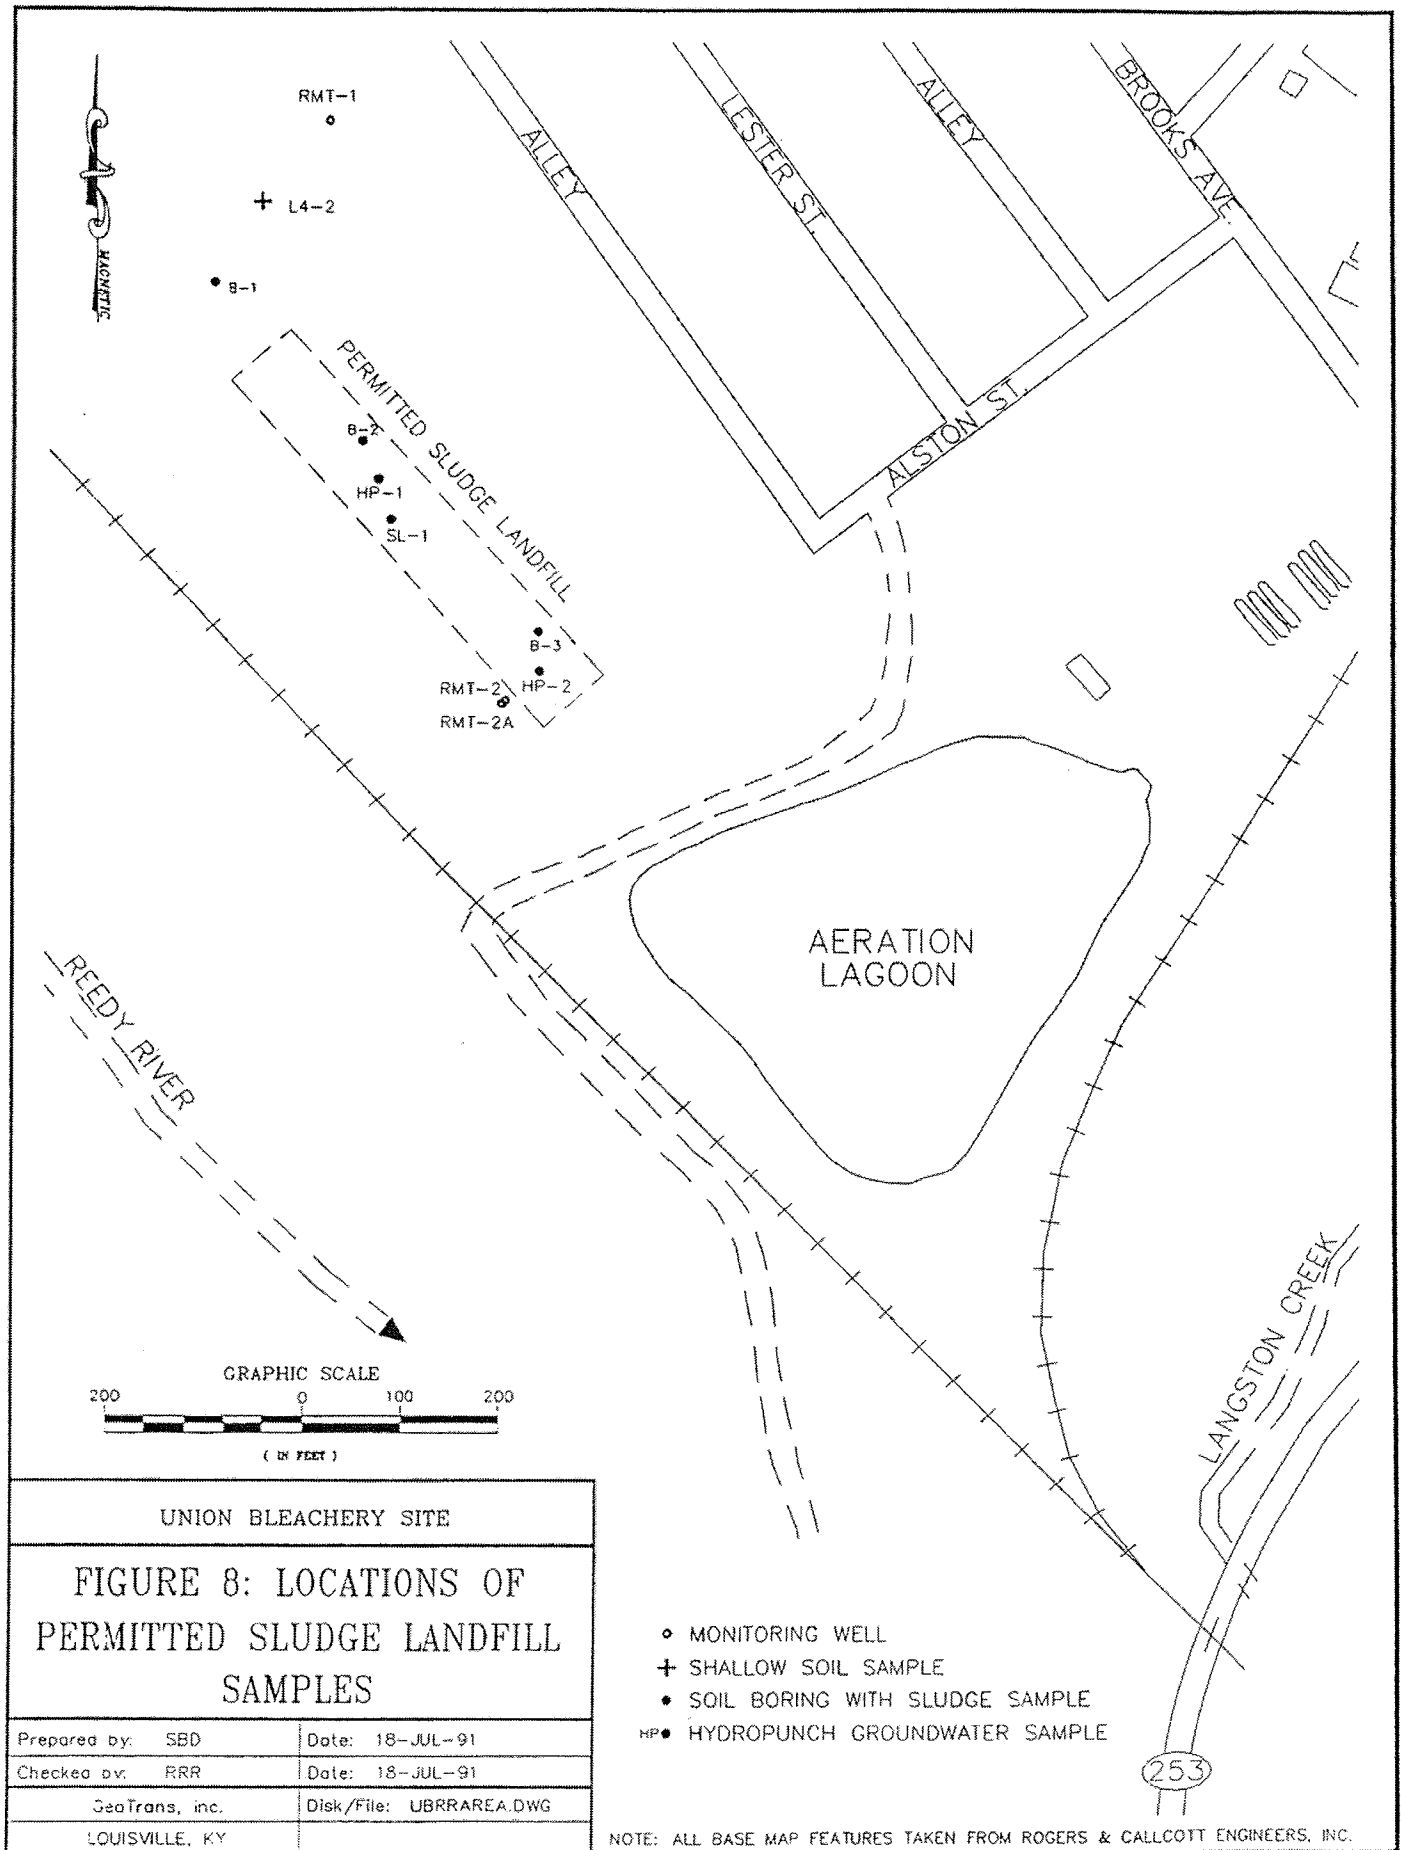 RMT-1
L4-2
B-1
MAGNETIC
ALLEY
LESTER ST.
ALLEY
BROOKS AVE.
ALSTON ST.
PERMITTED SLUDGE LANDFILL
B-2
HP-1
SL-1
B-3
HP-2
RMT-2
RMT-2A
AERATION
LAGOON
REEDY RIVER
LANGSTON CREEK
GRAPHIC SCALE
200 0 100 200
( IN FEET )
UNION BLEACHERY SITE
FIGURE 8: LOCATIONS OF
PERMITTED SLUDGE LANDFILL
SAMPLES
Prepared by: SBD Date: 18-JUL-91
Checked by: RRR Date: 18-JUL-91
GeoTrans, inc. Disk/File: UBRRAREA.DWG
LOUISVILLE, KY
MONITORING WELL
SHALLOW SOIL SAMPLE
SOIL BORING WITH SLUDGE SAMPLE
HP HYDROPUNCH GROUNDWATER SAMPLE
253
NOTE: ALL BASE MAP FEATURES TAKEN FROM ROGERS & CALLCOTT ENGINEERS, INC.